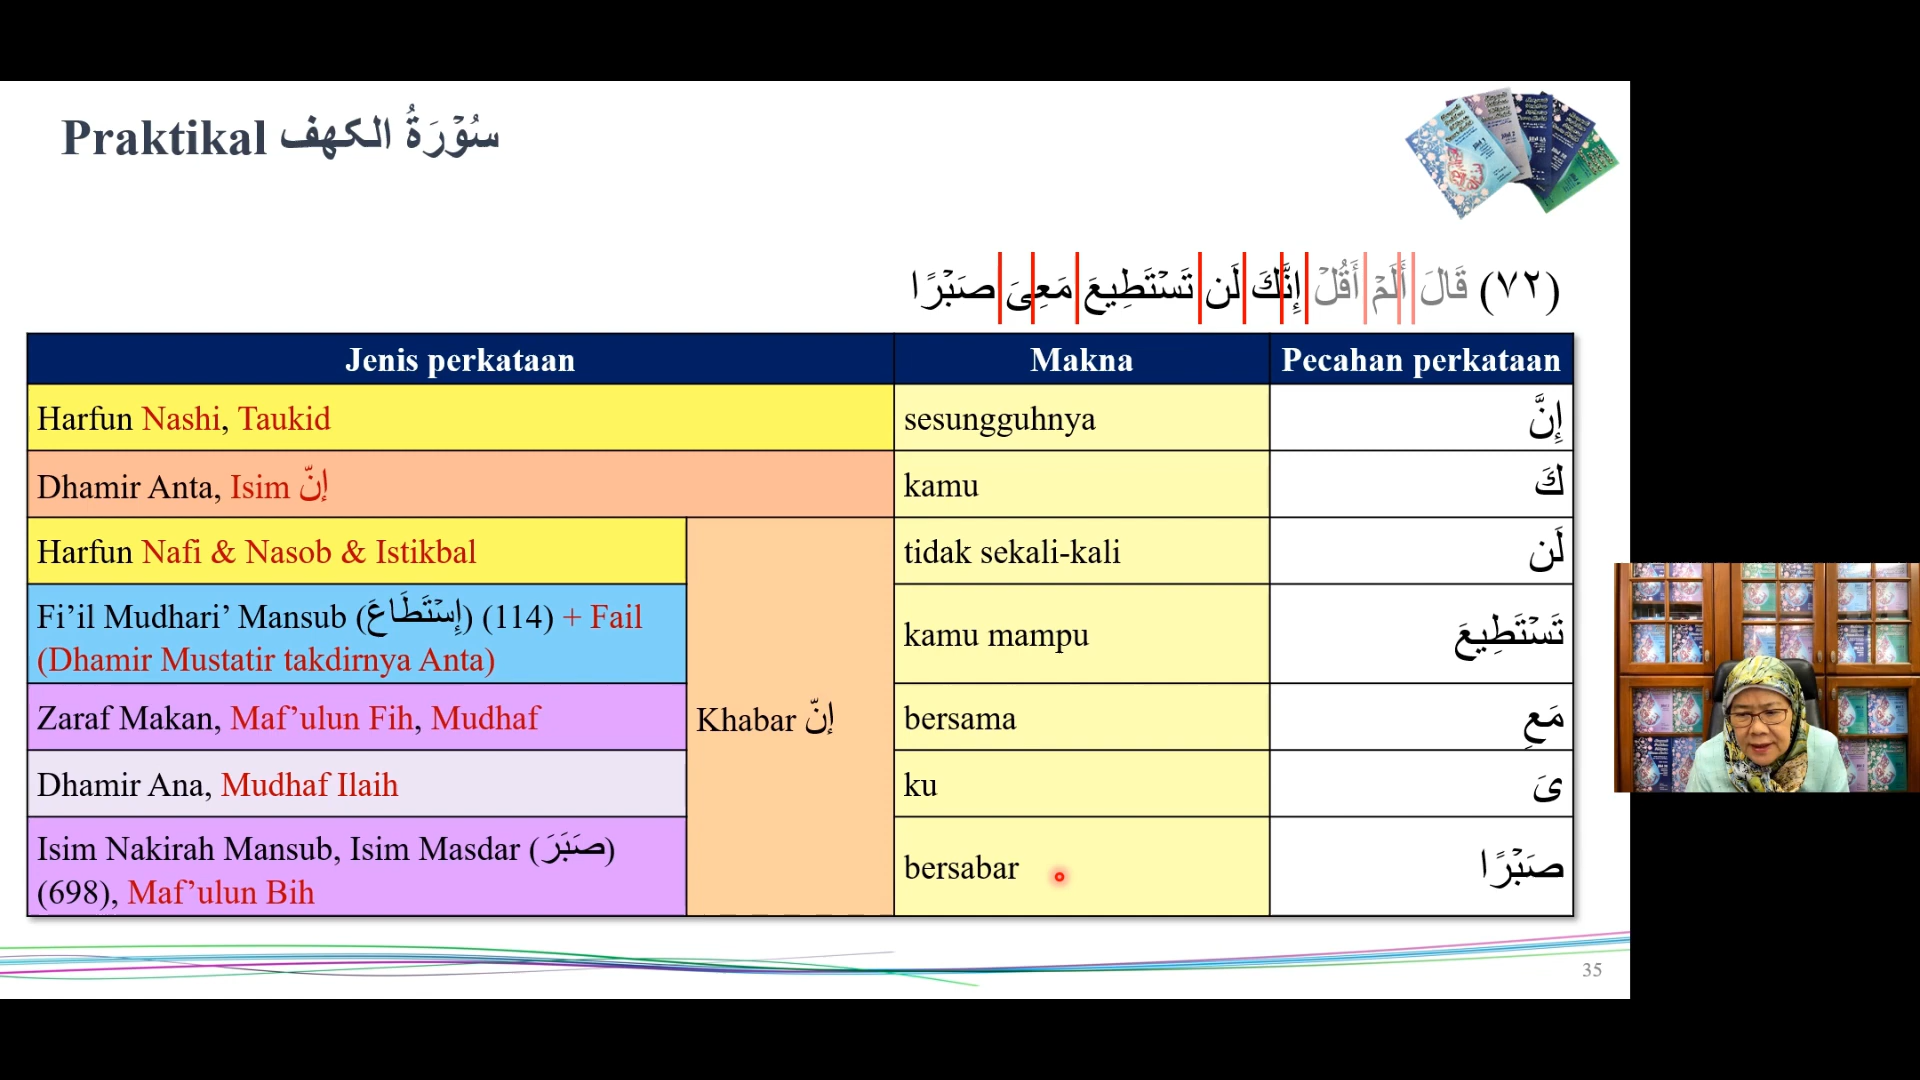 Praktikal سُوْرَةُ الكهف
(٧٢) قَالَ أَلَمْ أَقُلْ إِنَّكَ لَن تَسْتَطِيعَ مَعِىَ صَبْرًا
Jenis perkataan Makna Pecahan perkataan
Harfun Nashi, Taukid sesungguhnya إِنَّ
Dhamir Anta, Isim إنّ kamu كَ
Harfun Nafi & Nasob & Istikbal tidak sekali-kali لَن
Fi’il Mudhari’ Mansub (إِسْتَطَاعَ) (114) + Fail
(Dhamir Mustatir takdirnya Anta) kamu mampu تَسْتَطِيعَ
Zaraf Makan, Maf’ulun Fih, Mudhaf Khabar إنّ bersama مَعِ
Dhamir Ana, Mudhaf Ilaih ku ىَ
Isim Nakirah Mansub, Isim Masdar (صَبَرَ)
(698), Maf’ulun Bih bersabar صَبْرًا
35